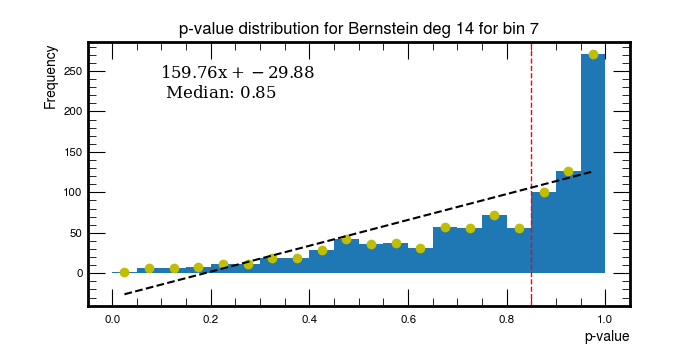 p-value distribution for Bernstein deg 14 for bin 7
Frequency
159.76x + −29.88
Median: 0.85
250
200
150
100
50
0
0.0 0.2 0.4 0.6 0.8 1.0
p-value